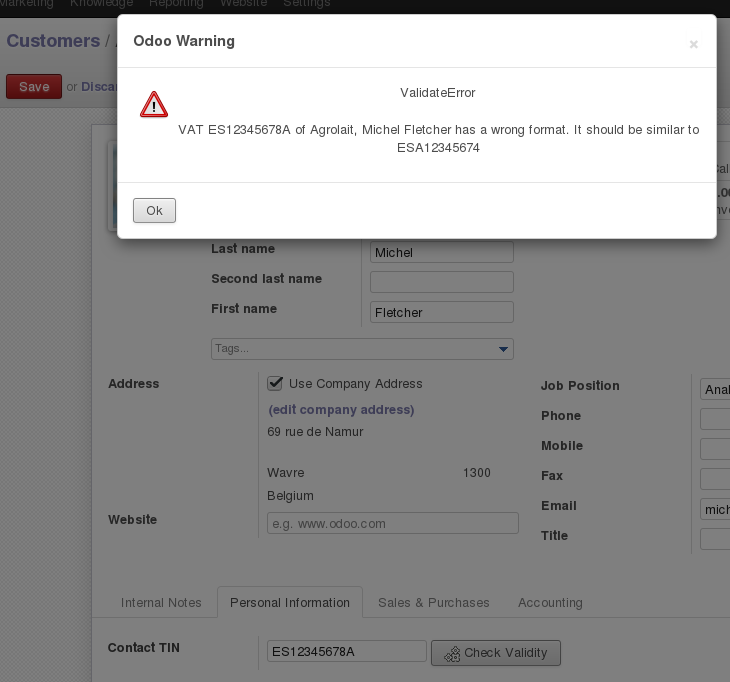 Marketing Knowledge Reporting Website Settings
Customers /
Odoo Warning
×
Save or Discar
ValidateError
VAT ES12345678A of Agrolait, Michel Fletcher has a wrong format. It should be similar to
ESA12345674
Ok
Last name Michel
Second last name
First name Fletcher
Tags...
Address Use Company Address
(edit company address)
69 rue de Namur
Wavre 1300
Belgium
Website e.g. www.odoo.com
Job Position Anal
Phone
Mobile
Fax
Email mich
Title
Internal Notes Personal Information Sales & Purchases Accounting
Contact TIN ES12345678A Check Validity